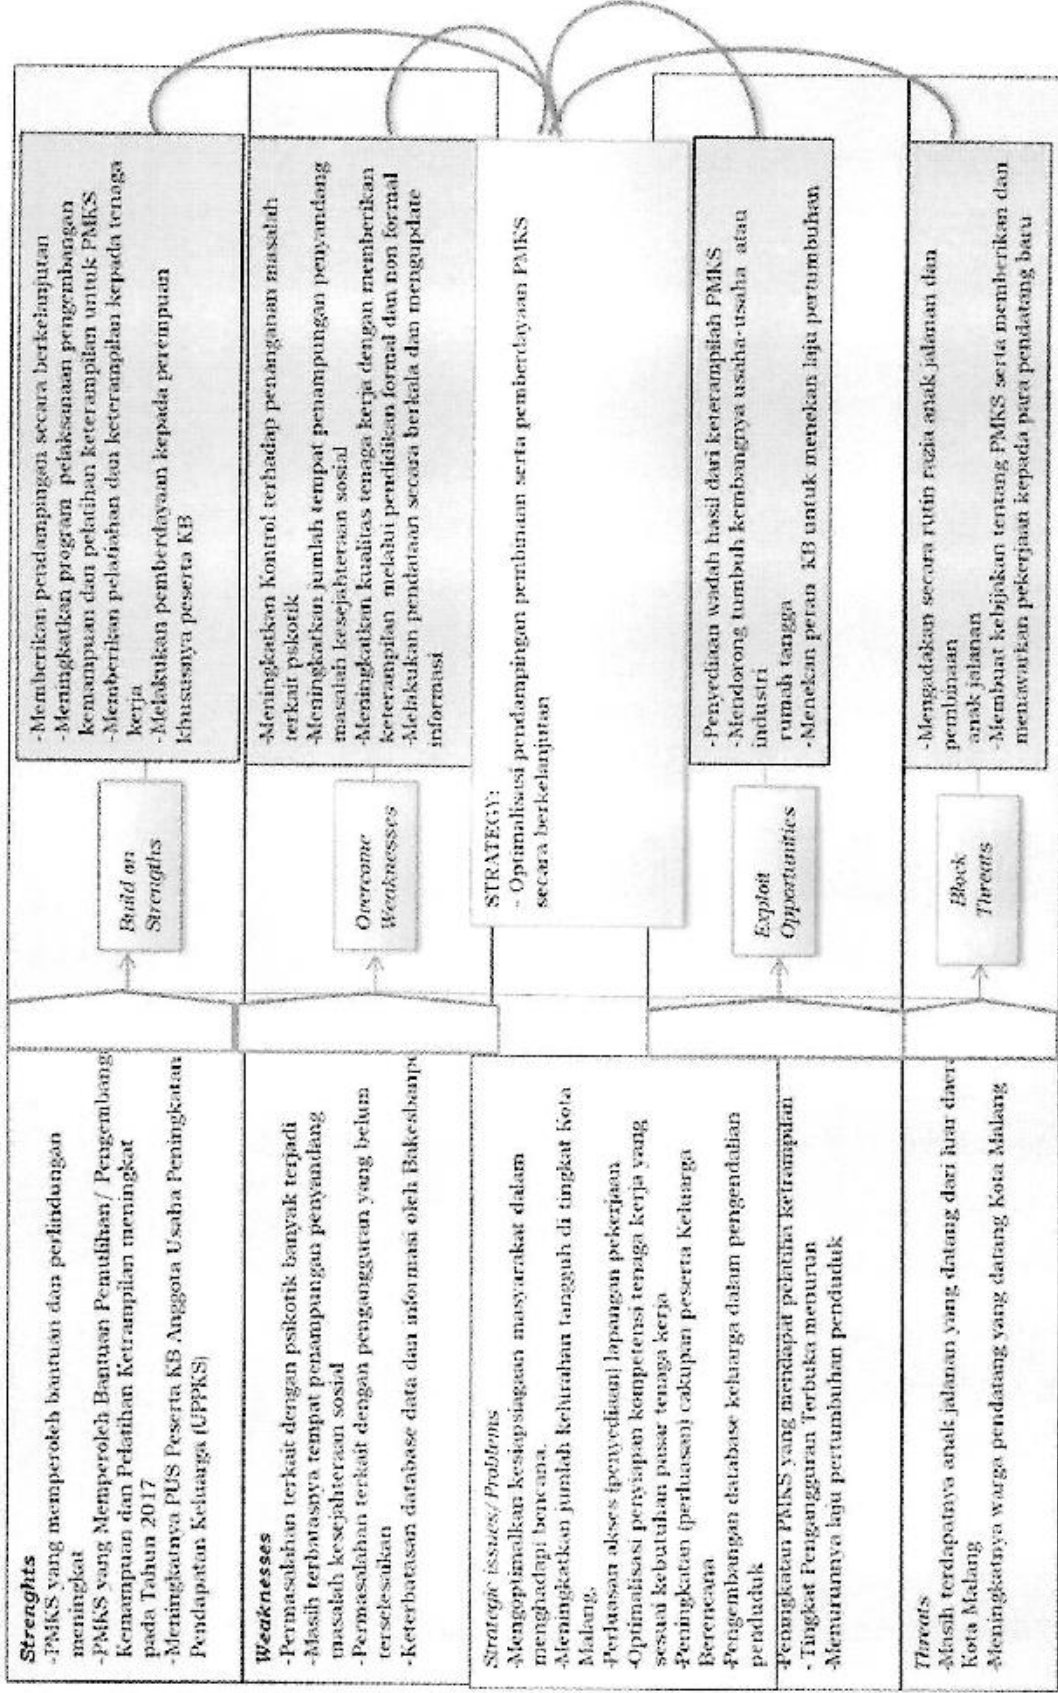 Strenghts
-PMKS yang memperoleh bantuan dan perlindungan
meningkat
-PMKS yang Memperoleh Bantuan Pemulihan/ Pengembang
Kemampuan dan Pelatihan Ketrampilan meningkat
pada Tahun 2017
-Meningkatnya PUS Peserta KB Anggota Usaha Peningkatan
Pendapatan Keluarga (UPPKS)
Build on
Strengths
-Memberikan pendampingan secara berkelanjutan
-Meningkatkan program pelaksanaan pengembangan
kemampuan dan pelatihan keterampilan untuk PMKS
-Memberikan pelatiahan dan keterampilan kepada tenaga
kerja
-Melakukan pemberdayaan kepada perempuan
khususnya peserta KB
Weaknesses
-Permasalahan terkait dengan psikotik banyak terjadi
-Masih terbatasnya tempat penampungan penyandang
masalah kesejahteraan sosial
-Permasalahan terkait dengan pengangguran yang belum
terselesaikan
-Keterbatasan database data dan informasi oleh Bakesbanpo
Overcome
Weaknesses
-Meningkatkan Kontrol terhadap penanganan masalah
terkait pskotik
-Meningkatkan jumlah tempat penampungan penyandang
masalah kesejahteraan sosial
-Meningkatkan kualitas tenaga kerja dengan memberikan
keterampilan melalui pendidikan formal dan non formal
-Melakukan pendataan secara berkala dan mengupdate
informasi
Strategic issues/ Problems
-Mengoptimalkan kesiapsiagaan masyarakat dalam
menghadapi bencana.
-Meningkatkan jumlah kelurahan tangguh di tingkat Kota
Malang.
-Perluasan akses (penyediaan) lapangan pekerjaan
-Optimalisasi penyiapan kompetensi tenaga kerja yang
sesuai kebutuhan pasar tenaga kerja
-Peningkatan (perluasan) cakupan peserta Keluarga
Berencana
-Pengembangan database keluarga dalam pengendalian
penduduk
STRATEGY:
- Optimalisasi pendampingan pembinaan serta pemberdayaan PMKS
secara berkelanjutan
-Peningkatan PMKS yang mendapat pelatihn ketrampilan
- Tingkat Pengangguran Terbuka menurun
-Menurunnya laju pertumbuhan penduduk
Exploit
Opportunities
-Penyediaan wadah hasil dari keterampilah PMKS
-Mendorong tumbuh kembangnya usaha-usaha atau
industri
rumah tangga
-Menekan peran KB untuk menekan laju pertumbuhan
Threats
-Masih terdapatnya anak jalanan yang datang dari luar daera
Kota Malang
-Meningkatnya warga pendatang yang datang Kota Malang
Block
Threats
-Mengadakan secara rutin razia anak jalanan dan
pembinaan
anak jalanan
-Membuat kebijakan tentang PMKS serta memberikan dan
menawarkan pekerjaan kepada para pendatang baru